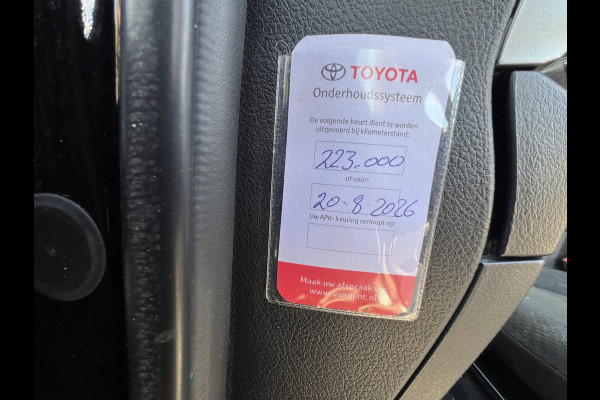 TOYOTA
Onderhoudssysteem
De volgende beurt dient te worden
uitgevoerd bij kilometerstand:
223.000
of voor:
20-8-2026
Uw APK-keuring verloopt op:
Maak uw afspraak